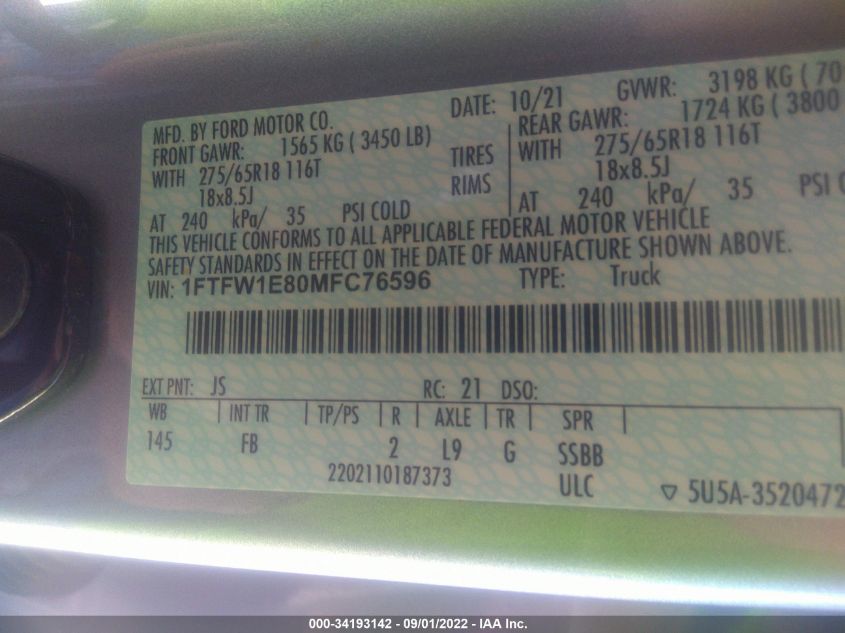 MFD. BY FORD MOTOR CO. DATE: 10/21 GVWR: 3198 KG ( 70
FRONT GAWR: 1565 KG ( 3450 LB) REAR GAWR: 1724 KG ( 3800
WITH 275/65R18 116T TIRES WITH 275/65R18 116T
18x8.5J RIMS 18x8.5J
AT 240 kPa/ 35 PSI COLD AT 240 kPa/ 35 PSI C
THIS VEHICLE CONFORMS TO ALL APPLICABLE FEDERAL MOTOR VEHICLE
SAFETY STANDARDS IN EFFECT ON THE DATE OF MANUFACTURE SHOWN ABOVE.
VIN: 1FTFW1E80MFC76596 TYPE: Truck
EXT PNT: JS RC: 21 DSO:
WB INT TR TP/PS R AXLE TR SPR
145 FB 2 L9 G SSBB
2202110187373 ULC ▽ 5U5A-3520472
000-34193142 - 09/01/2022 - IAA Inc.